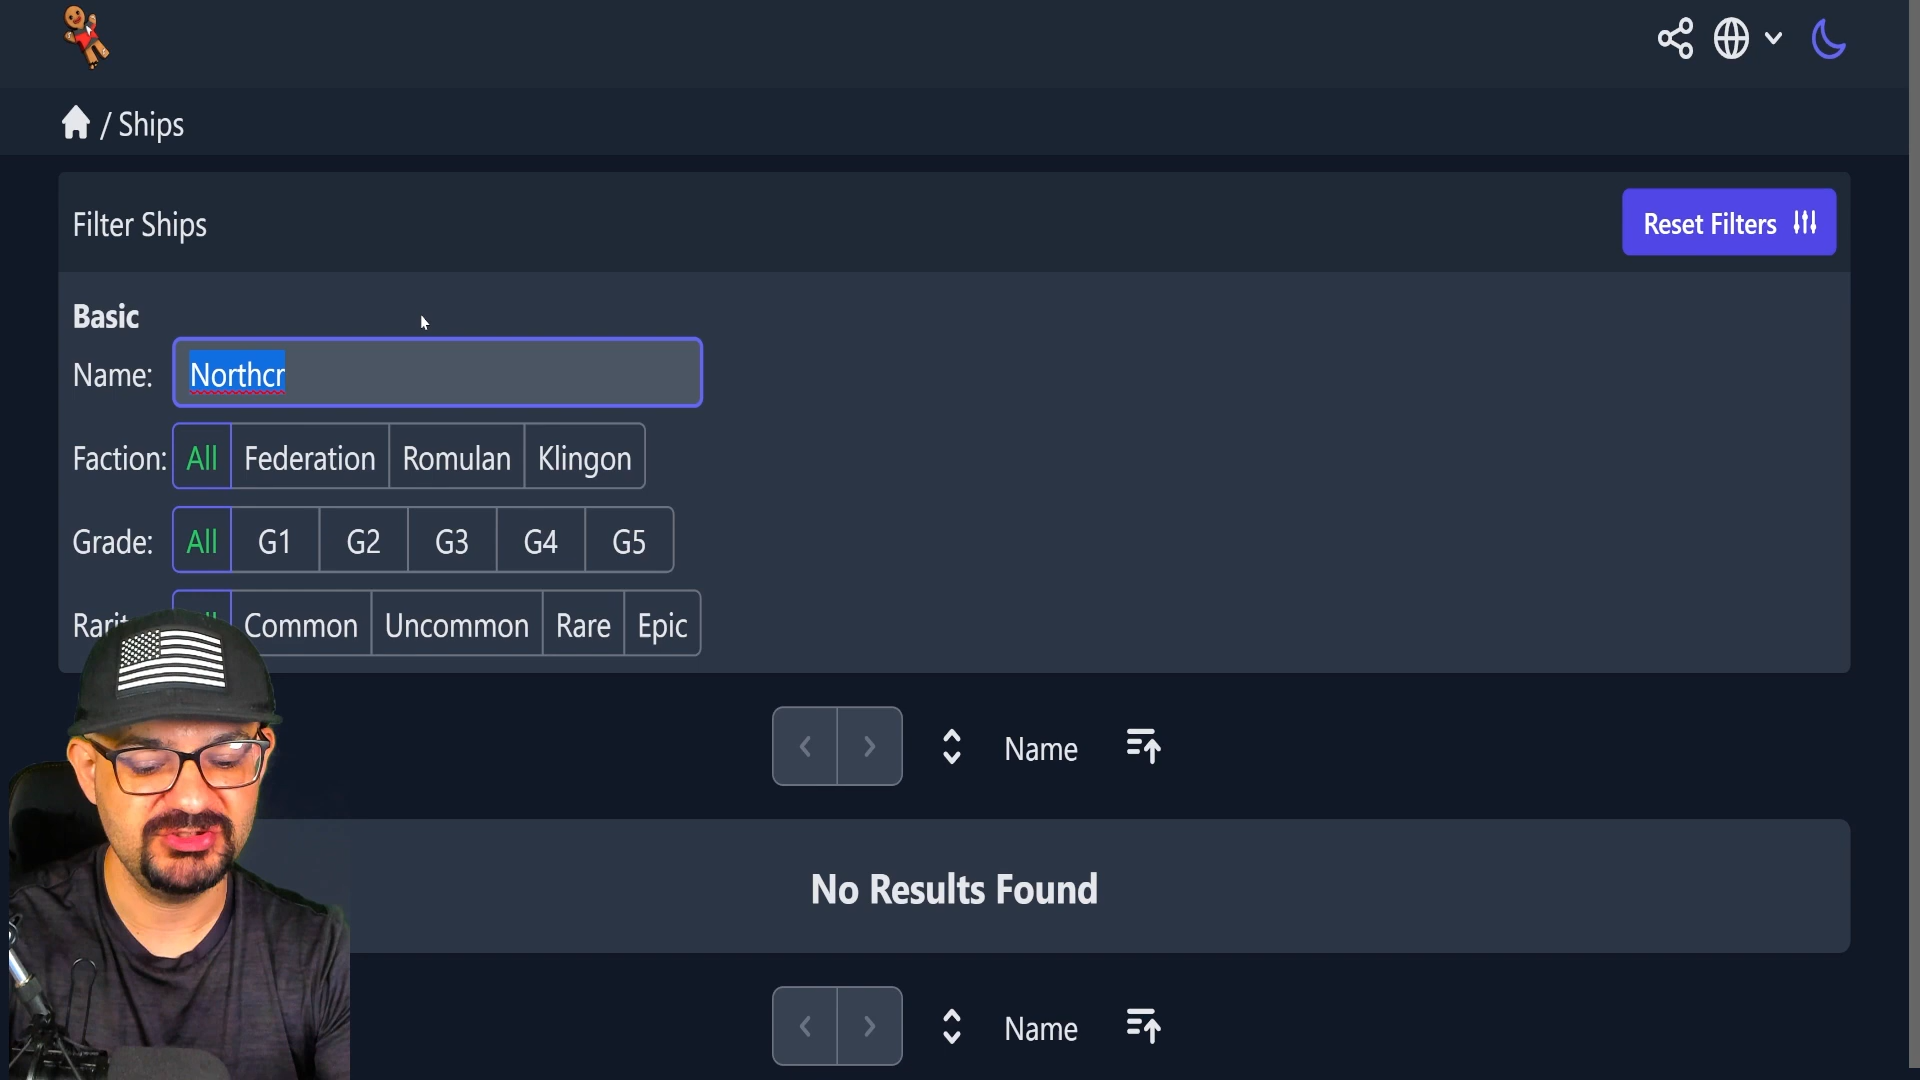 / Ships
Filter Ships
Reset Filters
Basic
Name:
Northcr
Faction:
All
Federation
Romulan
Klingon
Grade:
All
G1
G2
G3
G4
G5
Common
Uncommon
Rare
Epic
Name
No Results Found
Name